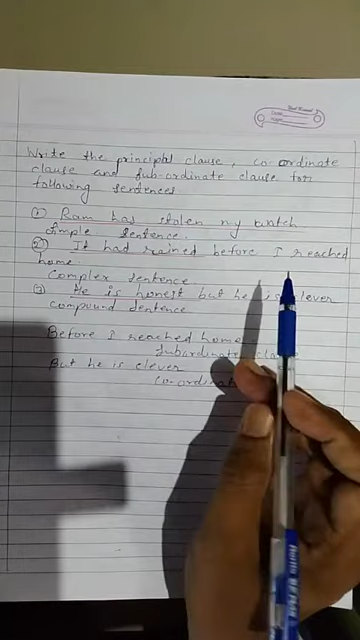 Write the principal clause, co-ordinate
clause and sub-ordinate clause for
following sentences
① Ram has stolen my watch
Simple sentence.
② It had rained before I reached
home.
Complex sentence
③ He is honest but he is clever
compound sentence
Before I reached home
Subordinate
But he is clever
co-ordinate